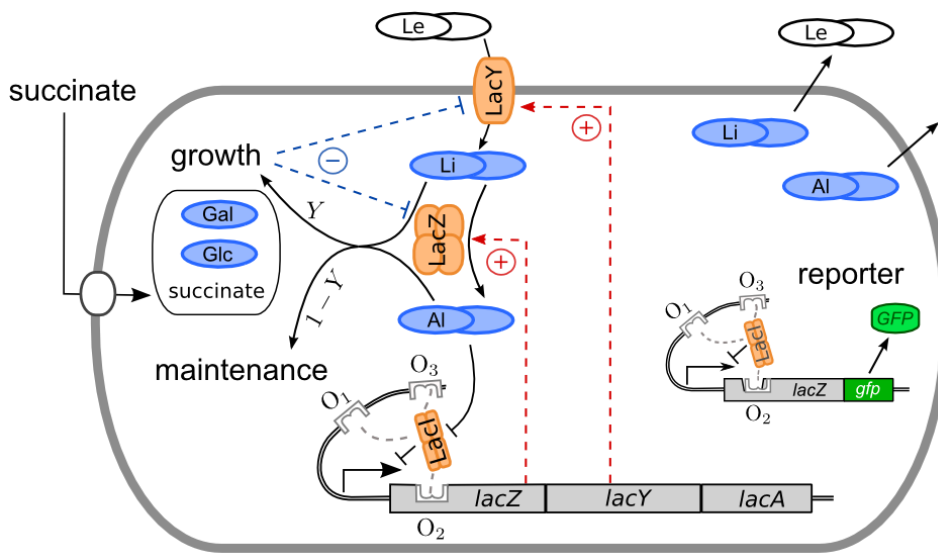 Le
Le
succinate
LacY
+
Li
Li
growth
−
Al
Y
Gal
LacZ
Glc
+
succinate
reporter
1 − Y
Al
O3
O1
GFP
LacI
maintenance
O3
O1
lacZ
gfp
LacI
O2
lacZ
lacY
lacA
O2